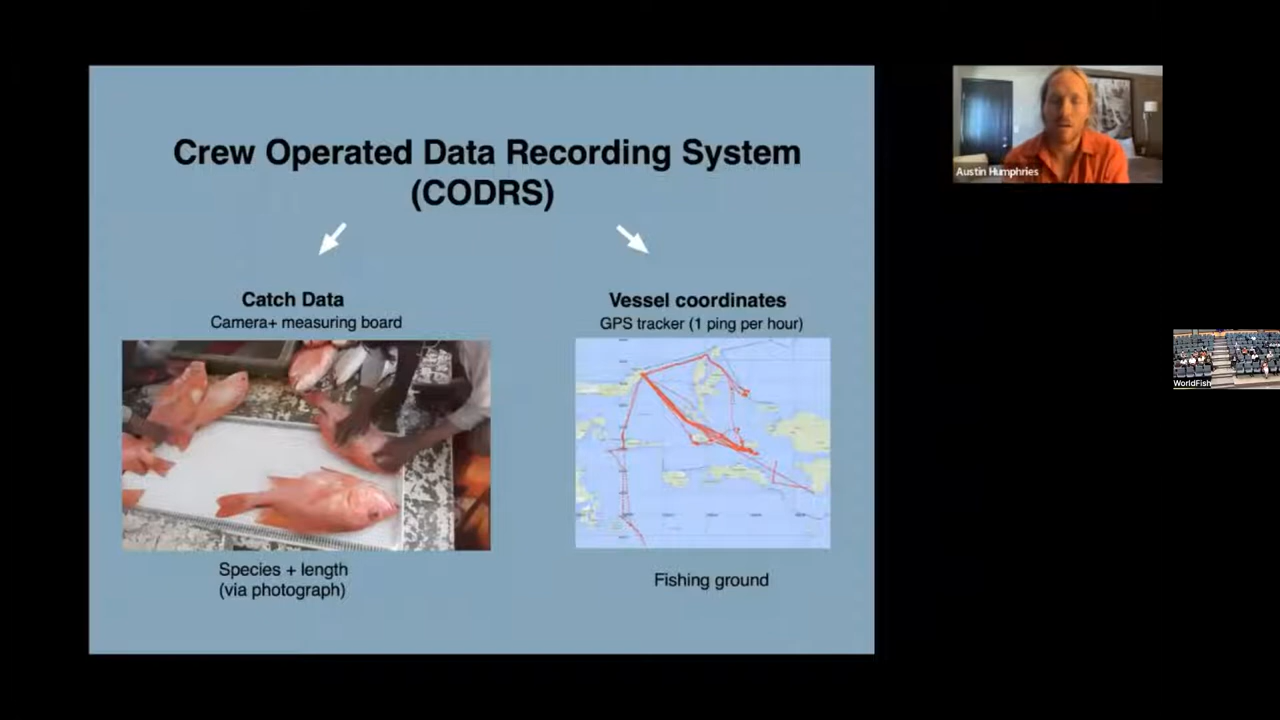 Crew Operated Data Recording System
(CODRS)
Catch Data
Camera+ measuring board
Vessel coordinates
GPS tracker (1 ping per hour)
Species + length
(via photograph)
Fishing ground
Austin Humphries
WorldFish